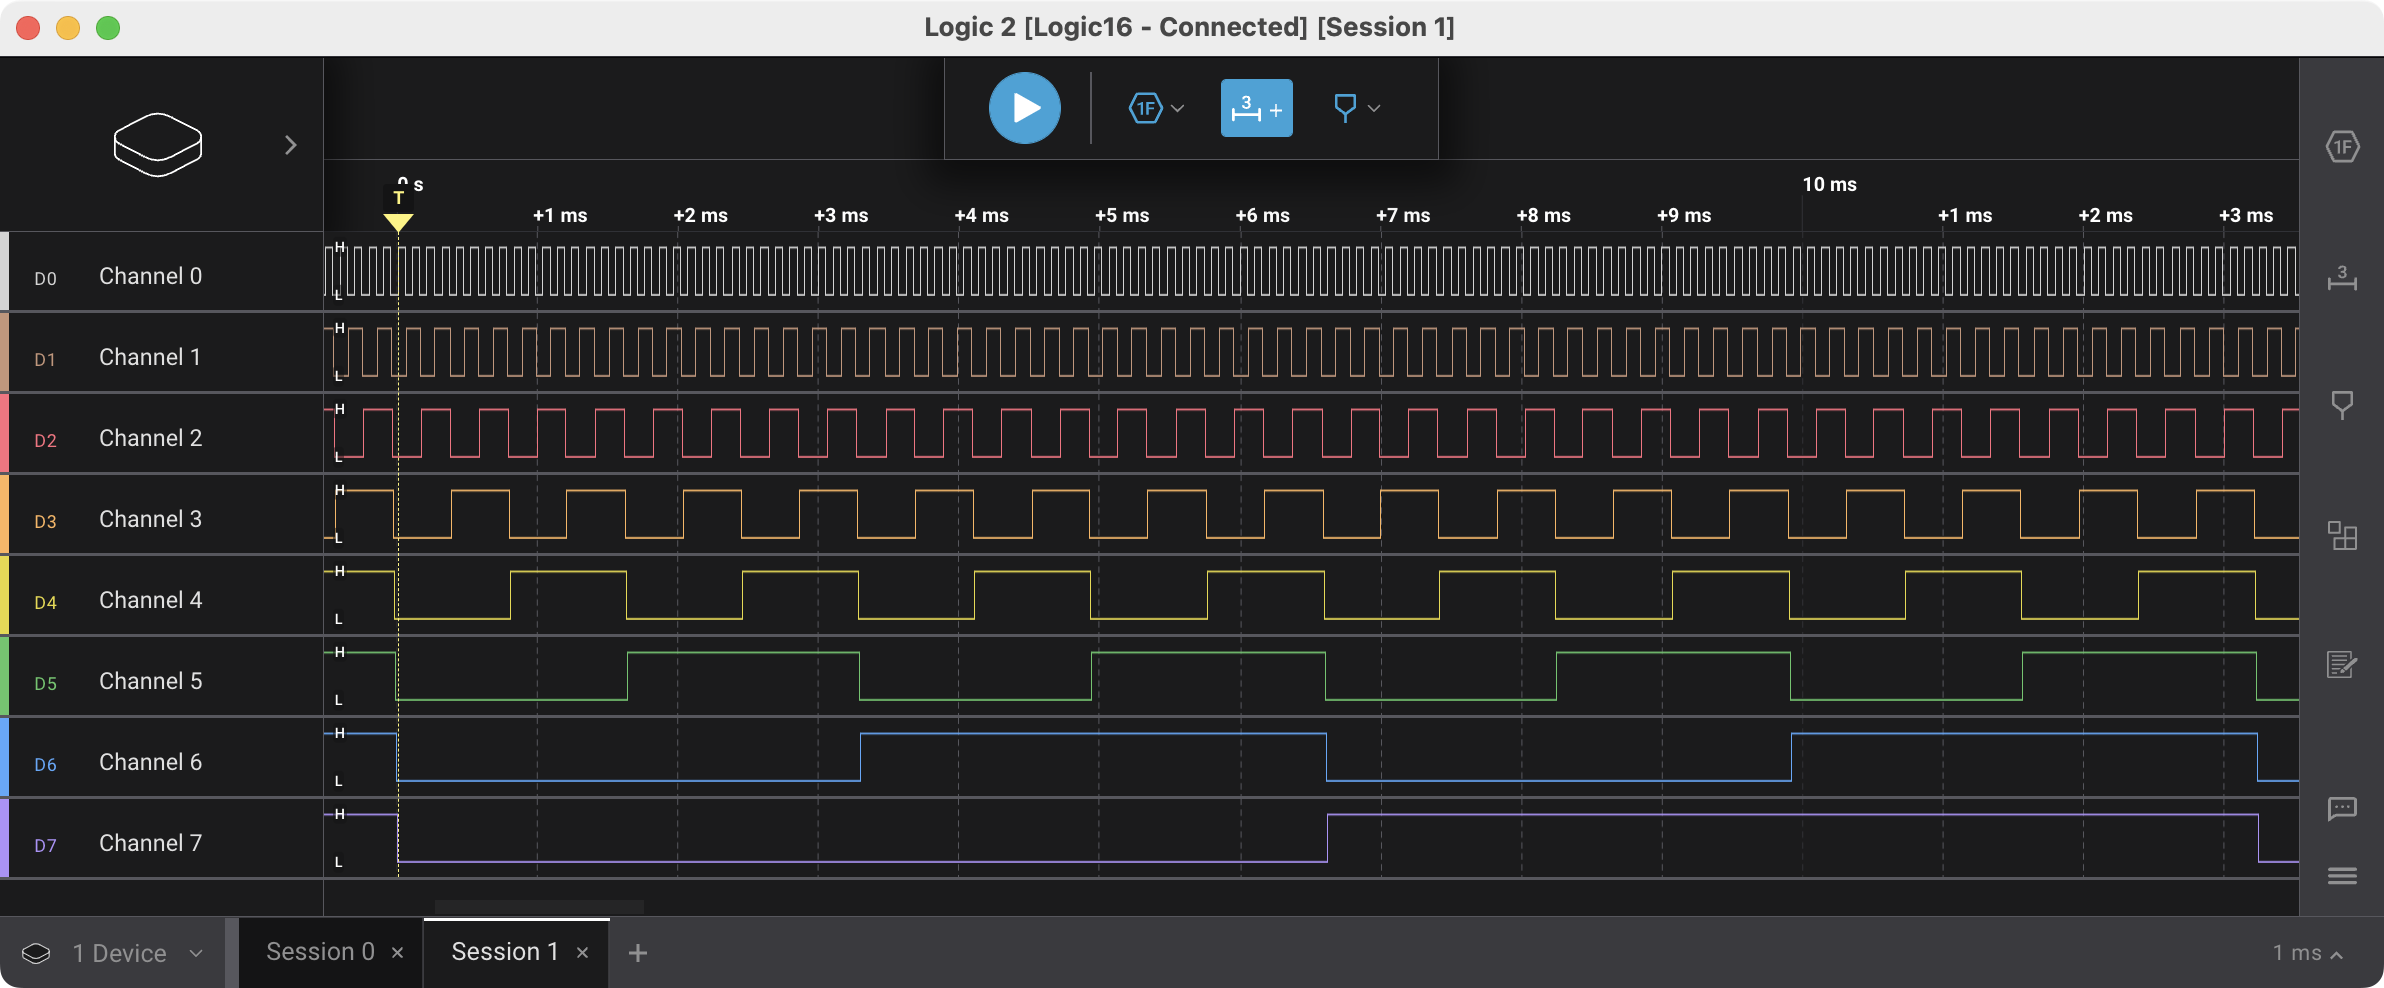 Logic 2 [Logic16 - Connected] [Session 1]
1F
3 +
0 s
10 ms
T
+1 ms +2 ms +3 ms +4 ms +5 ms +6 ms +7 ms +8 ms +9 ms +1 ms +2 ms +3 ms
1F
3
D0 Channel 0 H L
D1 Channel 1 H L
D2 Channel 2 H L
D3 Channel 3 H L
D4 Channel 4 H L
D5 Channel 5 H L
D6 Channel 6 H L
D7 Channel 7 H L
1 Device
Session 0 ×
Session 1 ×
+
1 ms